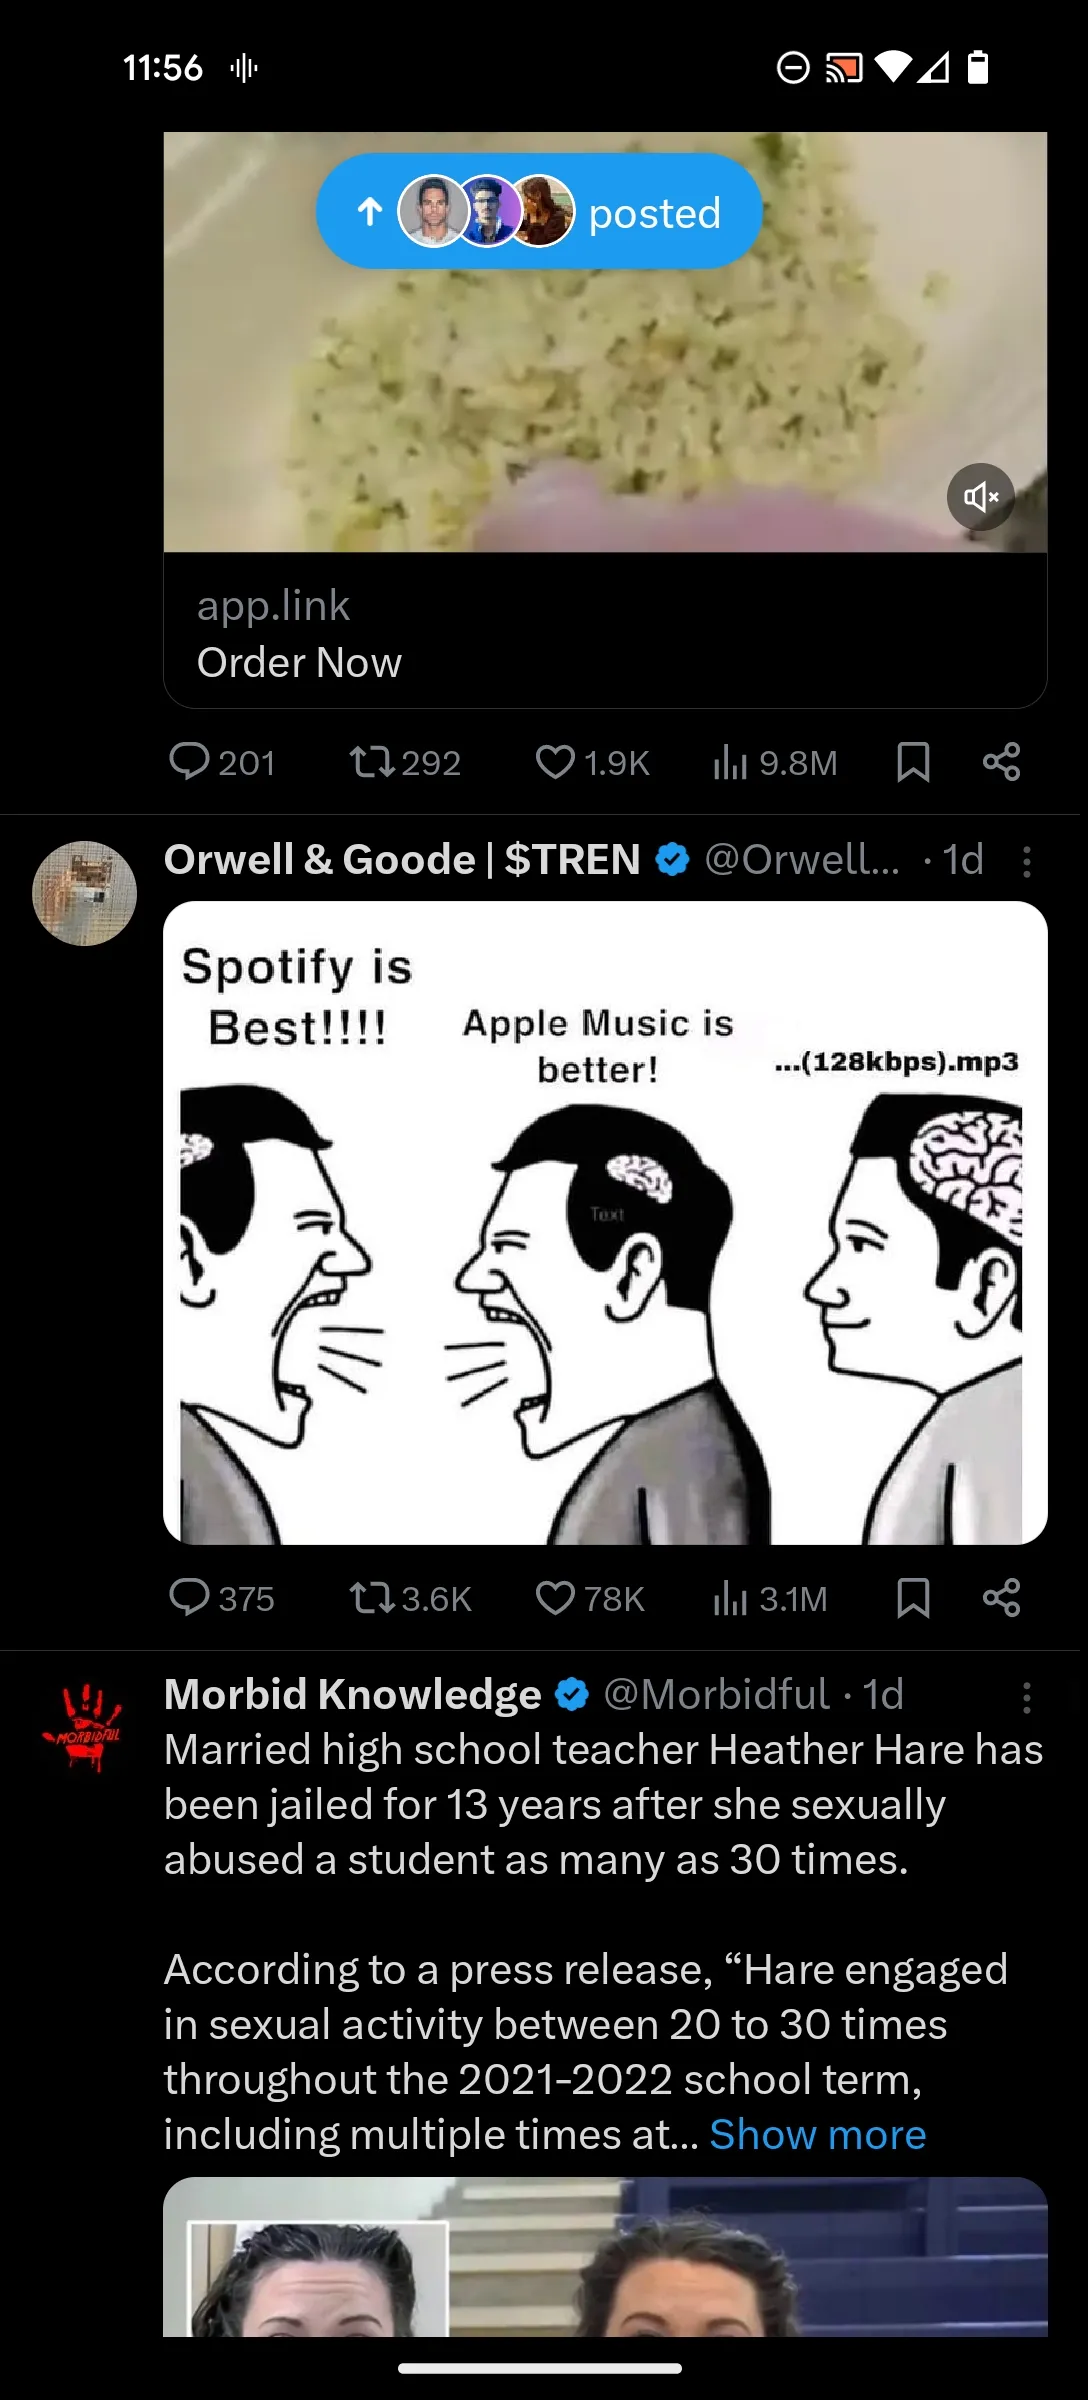 11:56
posted
app.link
Order Now
201 292 1.9K 9.8M
Orwell & Goode | $TREN @Orwell... · 1d
Spotify is
Best!!!!
Apple Music is
better!
...(128kbps).mp3
Text
375 3.6K 78K 3.1M
Morbid Knowledge @Morbidful · 1d
MORBIDFUL
Married high school teacher Heather Hare has
been jailed for 13 years after she sexually
abused a student as many as 30 times.
According to a press release, “Hare engaged
in sexual activity between 20 to 30 times
throughout the 2021-2022 school term,
including multiple times at... Show more